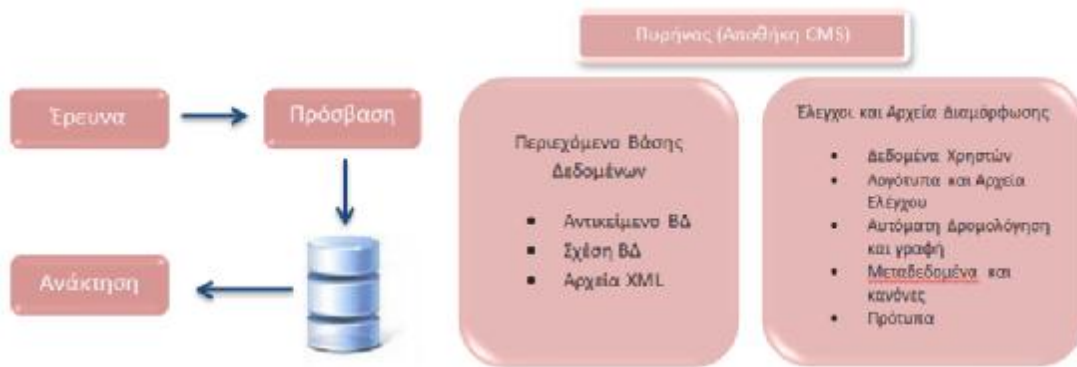 Πυρήνας (Αποθήκη CMS)
Έρευνα
Πρόσβαση
Ανάκτηση
Περιεχόμενο Βάσης
Δεδομένων
Αντικείμενο ΒΔ
Σχέση ΒΔ
Αρχεία XML
Έλεγχοι και Αρχεία Διαμόρφωσης
Δεδομένα Χρηστών
Λογότυπα και Αρχεία
Ελέγχου
Αυτόματη Δρομολόγηση
και γραφή
Μεταδεδομένα και
κανόνες
Πρότυπα